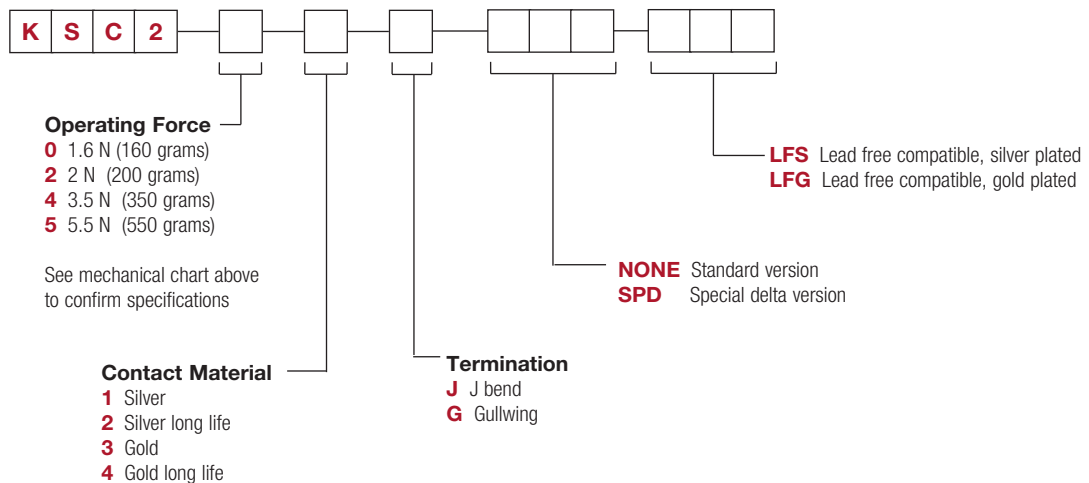 K S C 2
Operating Force
0 1.6 N (160 grams)
2 2 N (200 grams)
4 3.5 N (350 grams)
5 5.5 N (550 grams)
See mechanical chart above
to confirm specifications
Contact Material
1 Silver
2 Silver long life
3 Gold
4 Gold long life
Termination
J J bend
G Gullwing
NONE Standard version
SPD Special delta version
LFS Lead free compatible, silver plated
LFG Lead free compatible, gold plated